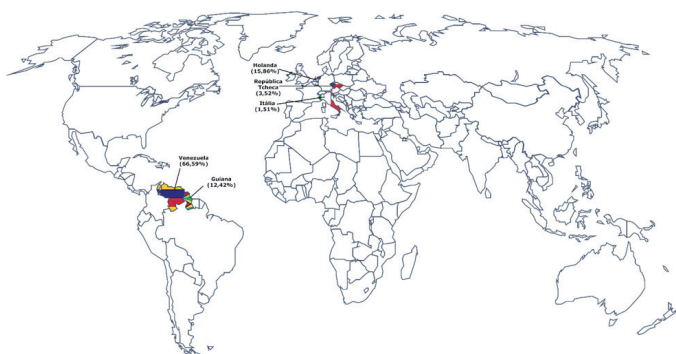 Holanda
(15,86%)
República
Tcheca
(3,52%)
Itália
(1,51%)
Venezuela
(66,59%)
Guiana
(12,42%)